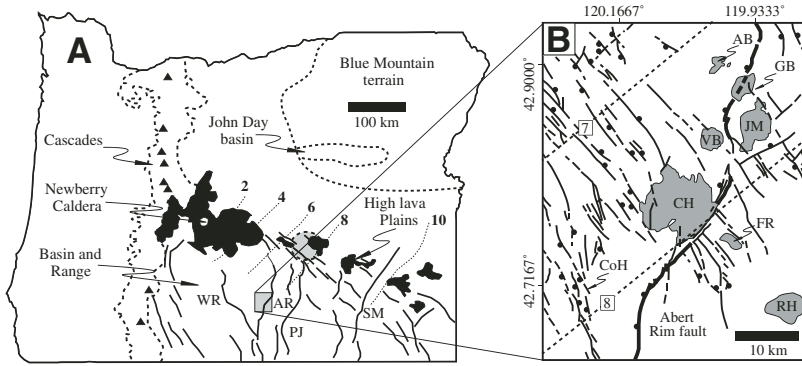 A
Blue Mountain
terrain
100 km
John Day
basin
Cascades
Newberry
Caldera
Basin and
Range
2
4
6
8
10
High lava
Plains
WR
AR
PJ
SM
120.1667°
119.9333°
B
42.9000°
42.7167°
AB
GB
7
VB
JM
CH
FR
CoH
8
Abert
Rim fault
RH
10 km